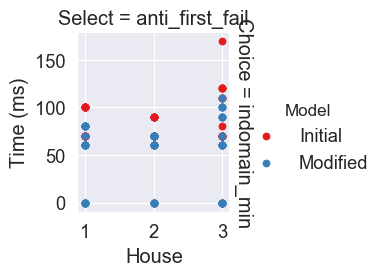 Select = anti_first_fail
Choice = indomain_min
Time (ms)
150
100
50
0
1 2 3
House
Model
Initial
Modified